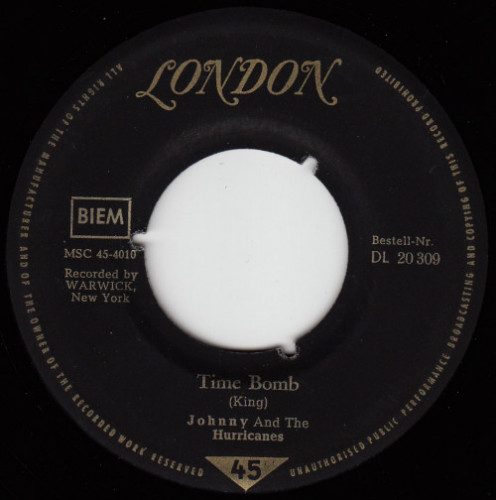 LONDON
ALL RIGHTS OF THE MANUFACTURER AND OF THE OWNER OF THE RECORDED WORK RESERVED
UNAUTHORISED PUBLIC PERFORMANCE BROADCASTING AND COPYING OF THIS RECORD PROHIBITED
BIEM
MSC 45-4010
Recorded by
WARWICK,
New York
Bestell-Nr.
DL 20 309
Time Bomb
(King)
Johnny And The
Hurricanes
45